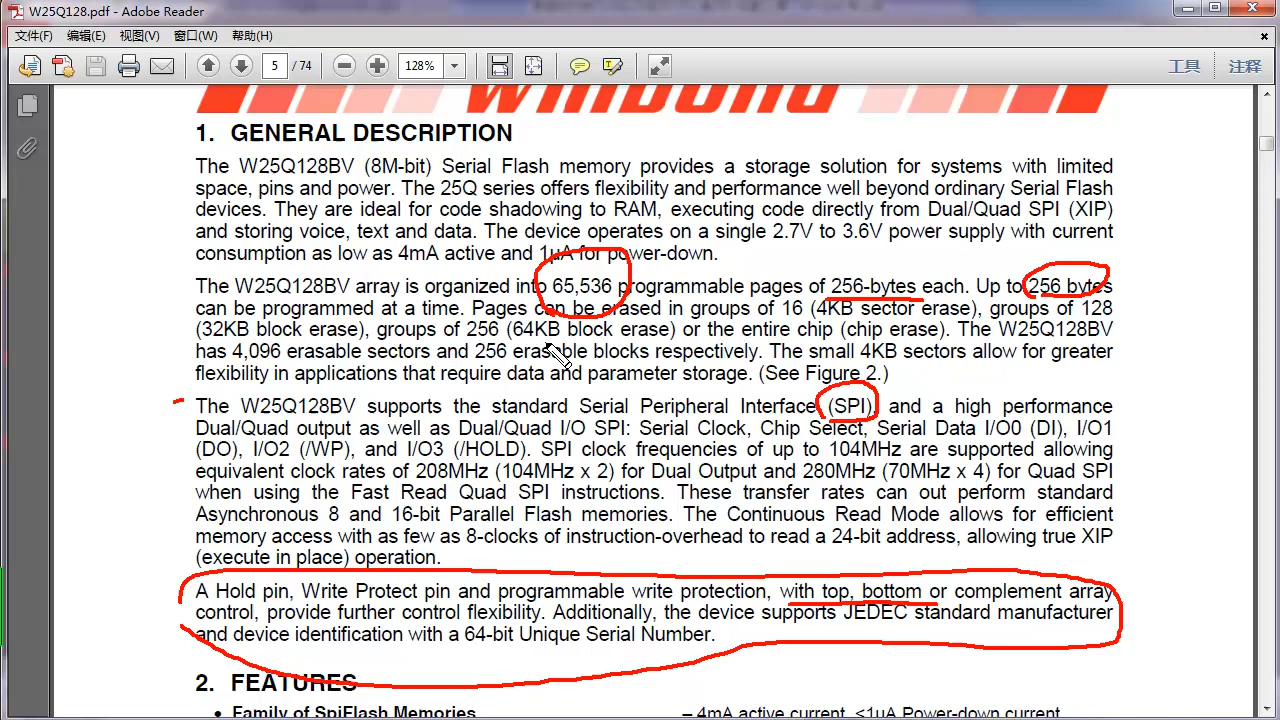 W25Q128.pdf - Adobe Reader
文件(F) 编辑(E) 视图(V) 窗口(W) 帮助(H)
5 / 74 128% 工具 注释
winbond
1. GENERAL DESCRIPTION
The W25Q128BV (8M-bit) Serial Flash memory provides a storage solution for systems with limited
space, pins and power. The 25Q series offers flexibility and performance well beyond ordinary Serial Flash
devices. They are ideal for code shadowing to RAM, executing code directly from Dual/Quad SPI (XIP)
and storing voice, text and data. The device operates on a single 2.7V to 3.6V power supply with current
consumption as low as 4mA active and 1µA for power-down.
The W25Q128BV array is organized into 65,536 programmable pages of 256-bytes each. Up to 256 bytes
can be programmed at a time. Pages can be erased in groups of 16 (4KB sector erase), groups of 128
(32KB block erase), groups of 256 (64KB block erase) or the entire chip (chip erase). The W25Q128BV
has 4,096 erasable sectors and 256 erasable blocks respectively. The small 4KB sectors allow for greater
flexibility in applications that require data and parameter storage. (See Figure 2.)
The W25Q128BV supports the standard Serial Peripheral Interface (SPI), and a high performance
Dual/Quad output as well as Dual/Quad I/O SPI: Serial Clock, Chip Select, Serial Data I/O0 (DI), I/O1
(DO), I/O2 (/WP), and I/O3 (/HOLD). SPI clock frequencies of up to 104MHz are supported allowing
equivalent clock rates of 208MHz (104MHz x 2) for Dual Output and 280MHz (70MHz x 4) for Quad SPI
when using the Fast Read Quad SPI instructions. These transfer rates can out perform standard
Asynchronous 8 and 16-bit Parallel Flash memories. The Continuous Read Mode allows for efficient
memory access with as few as 8-clocks of instruction-overhead to read a 24-bit address, allowing true XIP
(execute in place) operation.
A Hold pin, Write Protect pin and programmable write protection, with top, bottom or complement array
control, provide further control flexibility. Additionally, the device supports JEDEC standard manufacturer
and device identification with a 64-bit Unique Serial Number.
2. FEATURES
• Family of SpiFlash Memories – 4mA active current, <1µA Power-down current